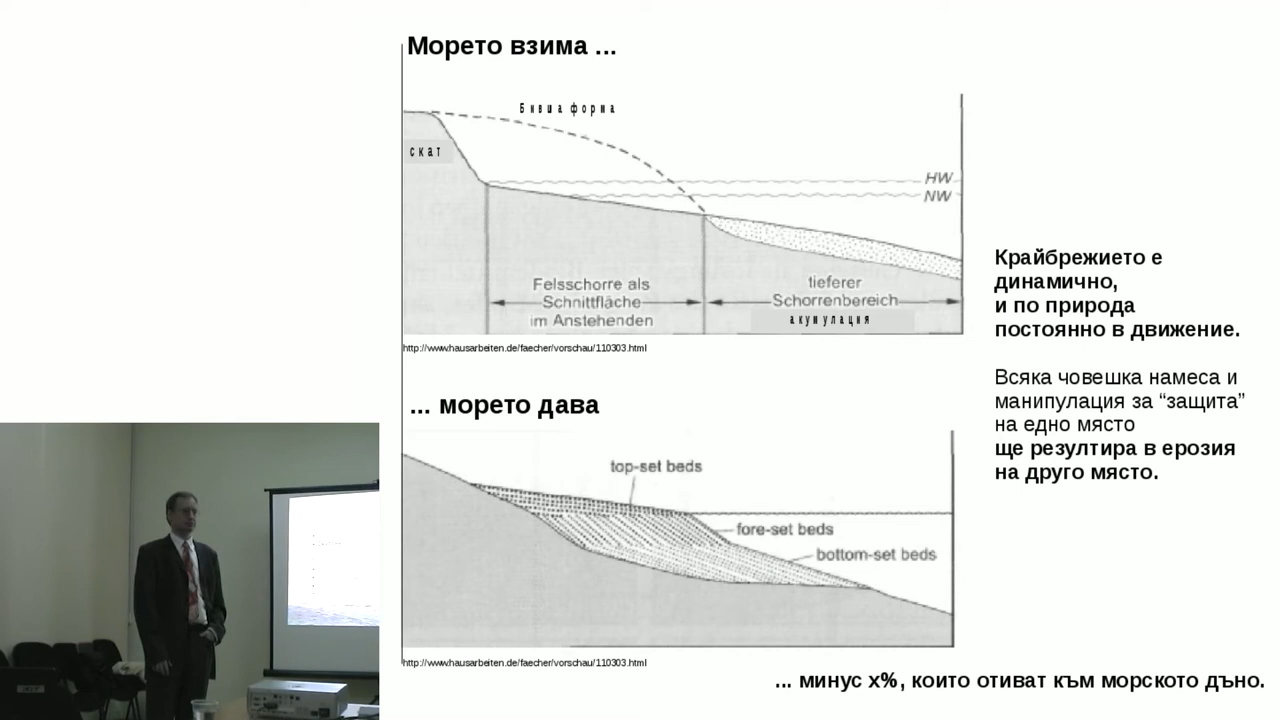 Морето взима ...
Бивша форма
скат
HW
NW
Felsschorre als
Schnittfläche
im Anstehenden
tieferer
Schorrenbereich
акумулация
http://www.hausarbeiten.de/faecher/vorschau/110303.html
... морето дава
top-set beds
fore-set beds
bottom-set beds
http://www.hausarbeiten.de/faecher/vorschau/110303.html
Крайбрежието е
динамично,
и по природа
постоянно в движение.
Всяка човешка намеса и
манипулация за “защита”
на едно място
ще резултира в ерозия
на друго място.
... минус x%, които отиват към морското дъно.